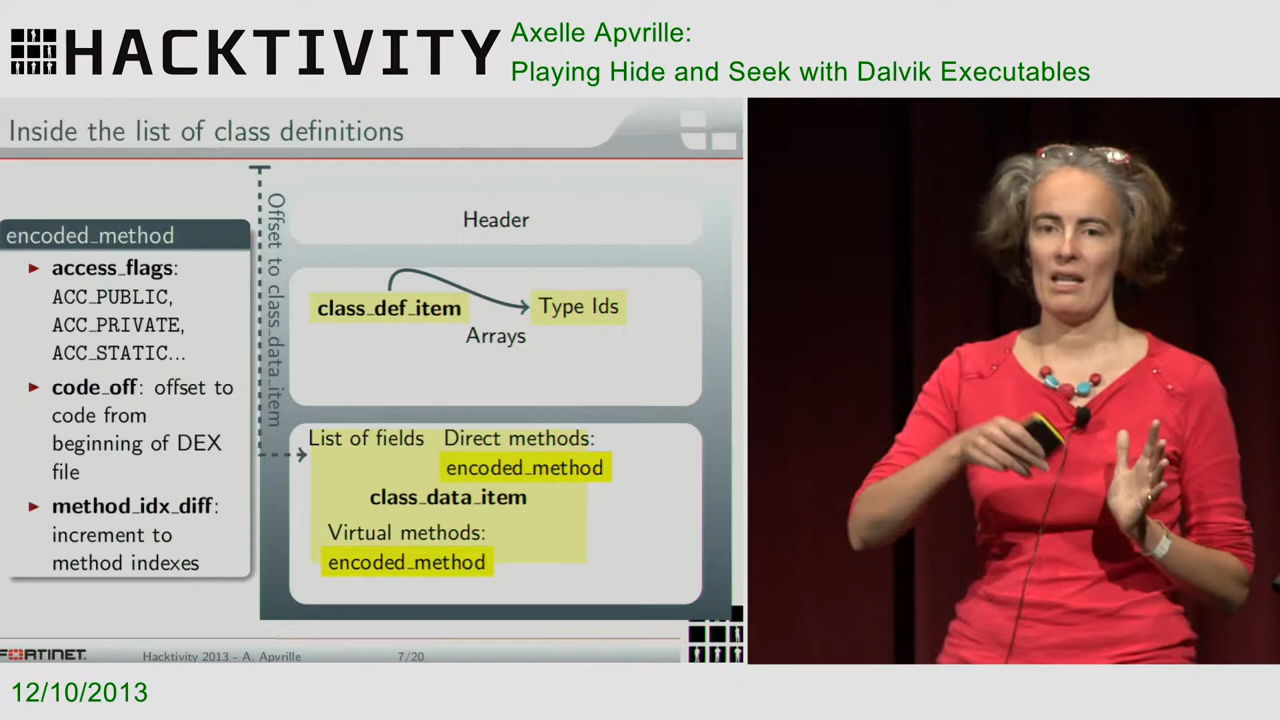 HACKTIVITY
Axelle Apvrille:
Playing Hide and Seek with Dalvik Executables
Inside the list of class definitions
encoded_method
access_flags:
ACC_PUBLIC,
ACC_PRIVATE,
ACC_STATIC...
code_off: offset to
code from
beginning of DEX
file
method_idx_diff:
increment to
method indexes
Offset to class_data_item
Header
class_def_item
Type Ids
Arrays
List of fields
Direct methods:
encoded_method
class_data_item
Virtual methods:
encoded_method
FORTINET
Hacktivity 2013 - A. Apvrille
7/20
12/10/2013